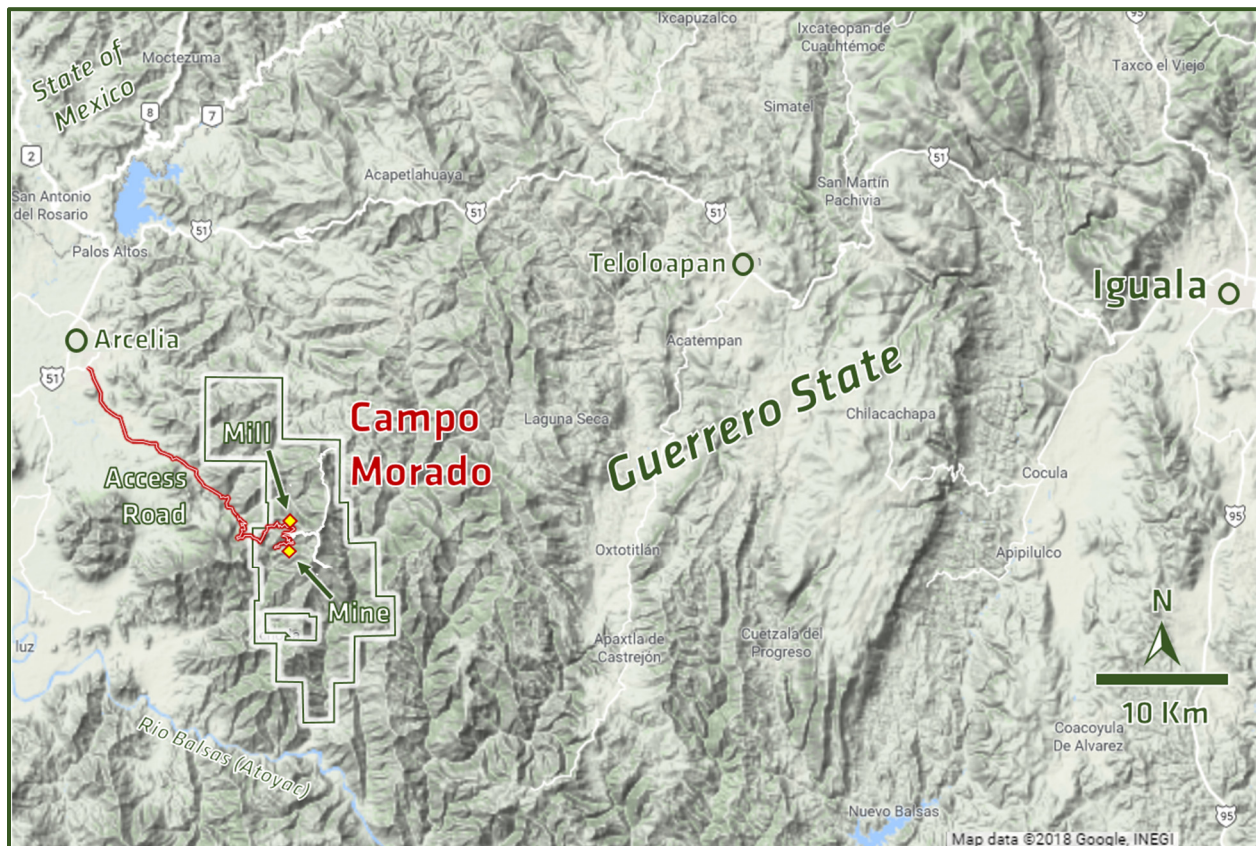 Ixcapuzalco
95
State of
Mexico
Moctezuma
Ixcateopan de
Cuauhtémoc
Taxco el Viejo
8
7
Simatel
2
51
San Antonio
del Rosario
Acapetlahuaya
San Martín
Pachivia
51
51
51
Palos Altos
Teloloapan
Iguala
Arcelia
Acatempan
51
Guerrero State
Campo
Morado
Mill
Laguna Seca
Chilacachapa
Access
Road
Cocula
95
Oxtotitlán
Apipilulco
Mine
N
luz
Apaxtla de
Castrejón
Cuetzala del
Progreso
10 Km
Rio Balsas (Atoyac)
Coacoyula
De Alvarez
Nuevo Balsas
95
Map data ©2018 Google, INEGI